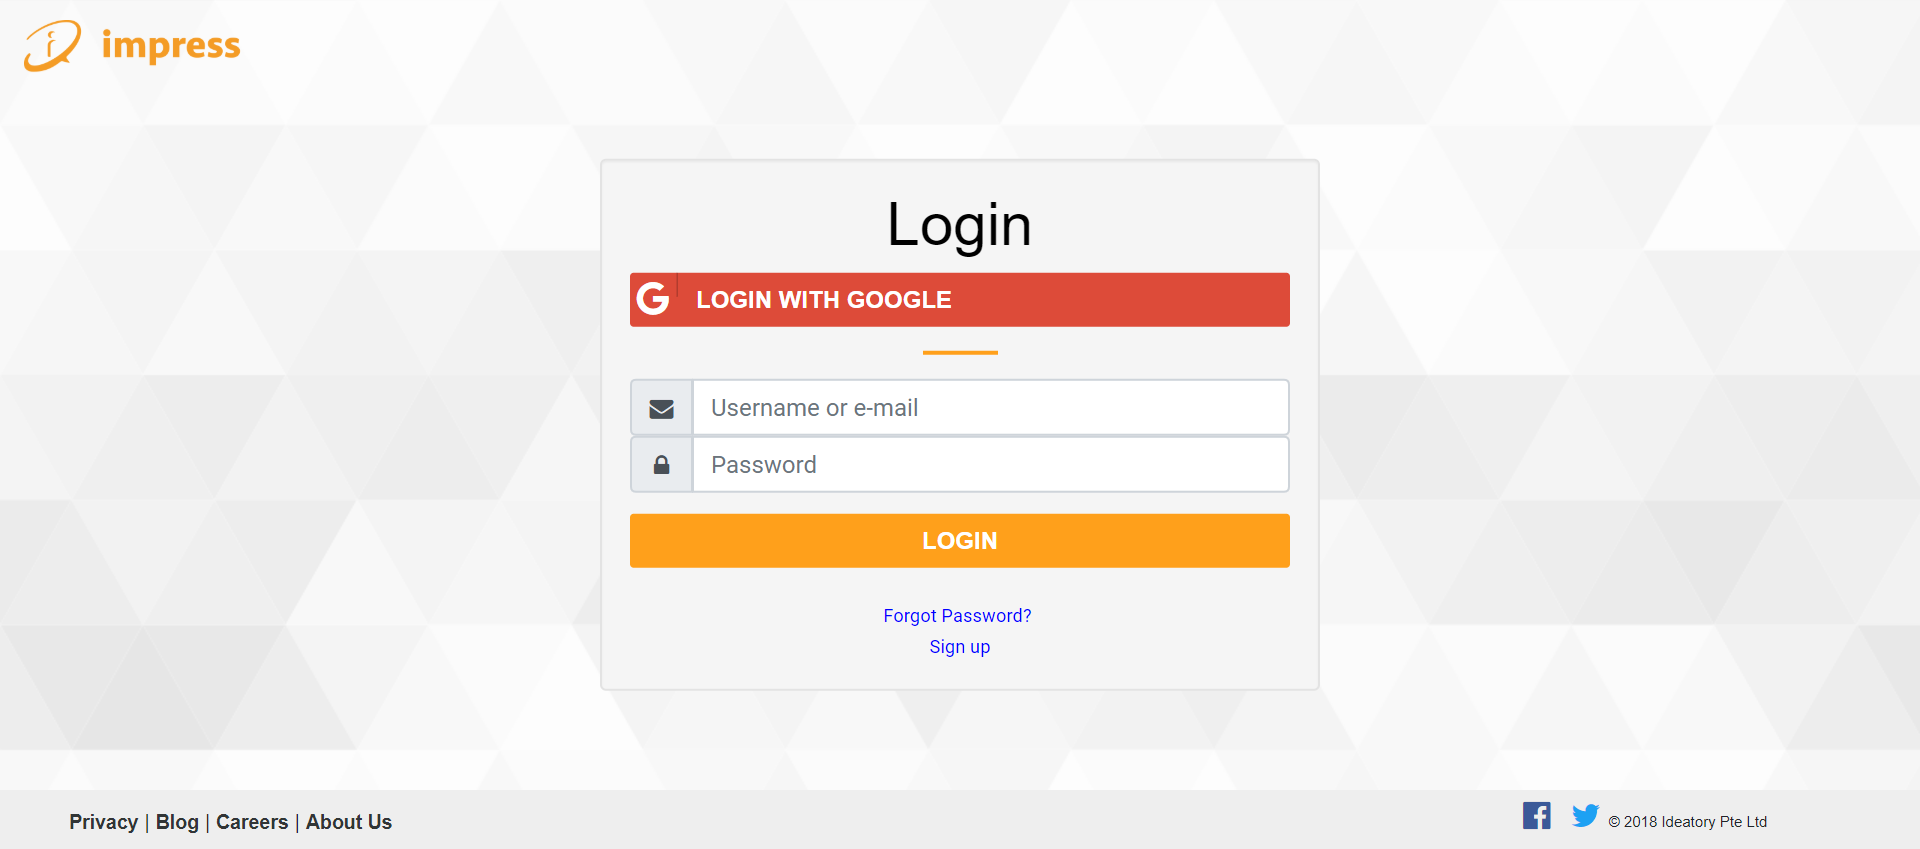 impress
Login
LOGIN WITH GOOGLE
Username or e-mail
Password
LOGIN
Forgot Password?
Sign up
Privacy | Blog | Careers | About Us
© 2018 Ideatory Pte Ltd